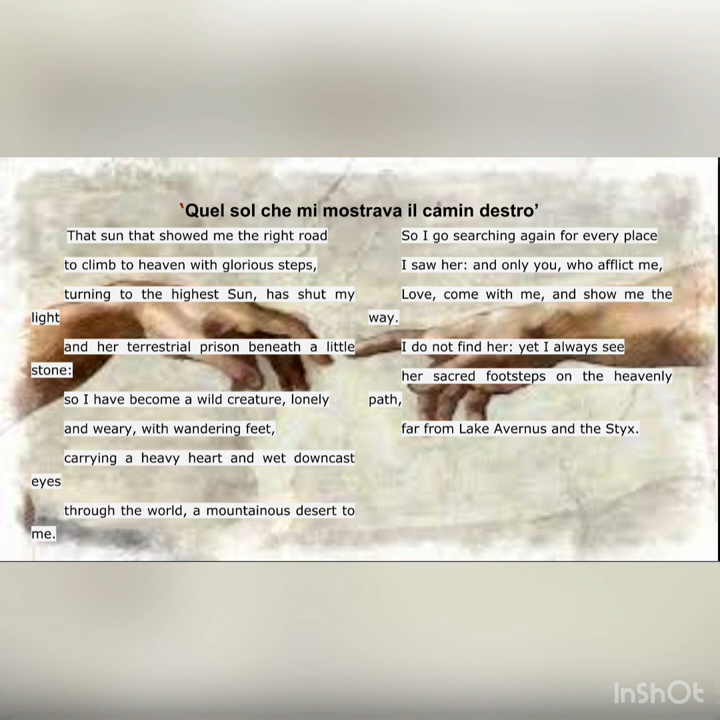 ‵Quel sol che mi mostrava il camin destro’
That sun that showed me the right road
to climb to heaven with glorious steps,
turning to the highest Sun, has shut my
light
and her terrestrial prison beneath a little
stone:
so I have become a wild creature, lonely
and weary, with wandering feet,
carrying a heavy heart and wet downcast
eyes
through the world, a mountainous desert to
me.
So I go searching again for every place
I saw her: and only you, who afflict me,
Love, come with me, and show me the
way.
I do not find her: yet I always see
her sacred footsteps on the heavenly
path,
far from Lake Avernus and the Styx.
InShOt